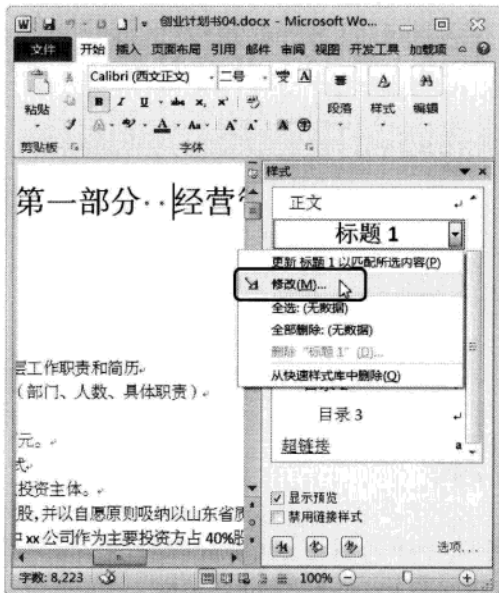 创业计划书04.docx - Microsoft Wo...
文件 开始 插入 页面布局 引用 邮件 审阅 视图 开发工具 加载项
Calibri (西文正文) 二号
粘贴 段落 样式 编辑
剪贴板 字体
样式
第一部分··经营
正文
标题 1
更新 标题 1 以匹配所选内容(P)
修改(M)...
全选: (无数据)
全部删除: (无数据)
删除 "标题 1" (D)...
从快速样式库中删除(Q)
工作职责和简历
(部门、人数、具体职责)
目录 3
元。
超链接
式
投资主体。
股,并以自愿原则吸纳以山东省
xx 公司作为主要投资方占 40%
显示预览
禁用链接样式
选项...
字数: 8,223
100%